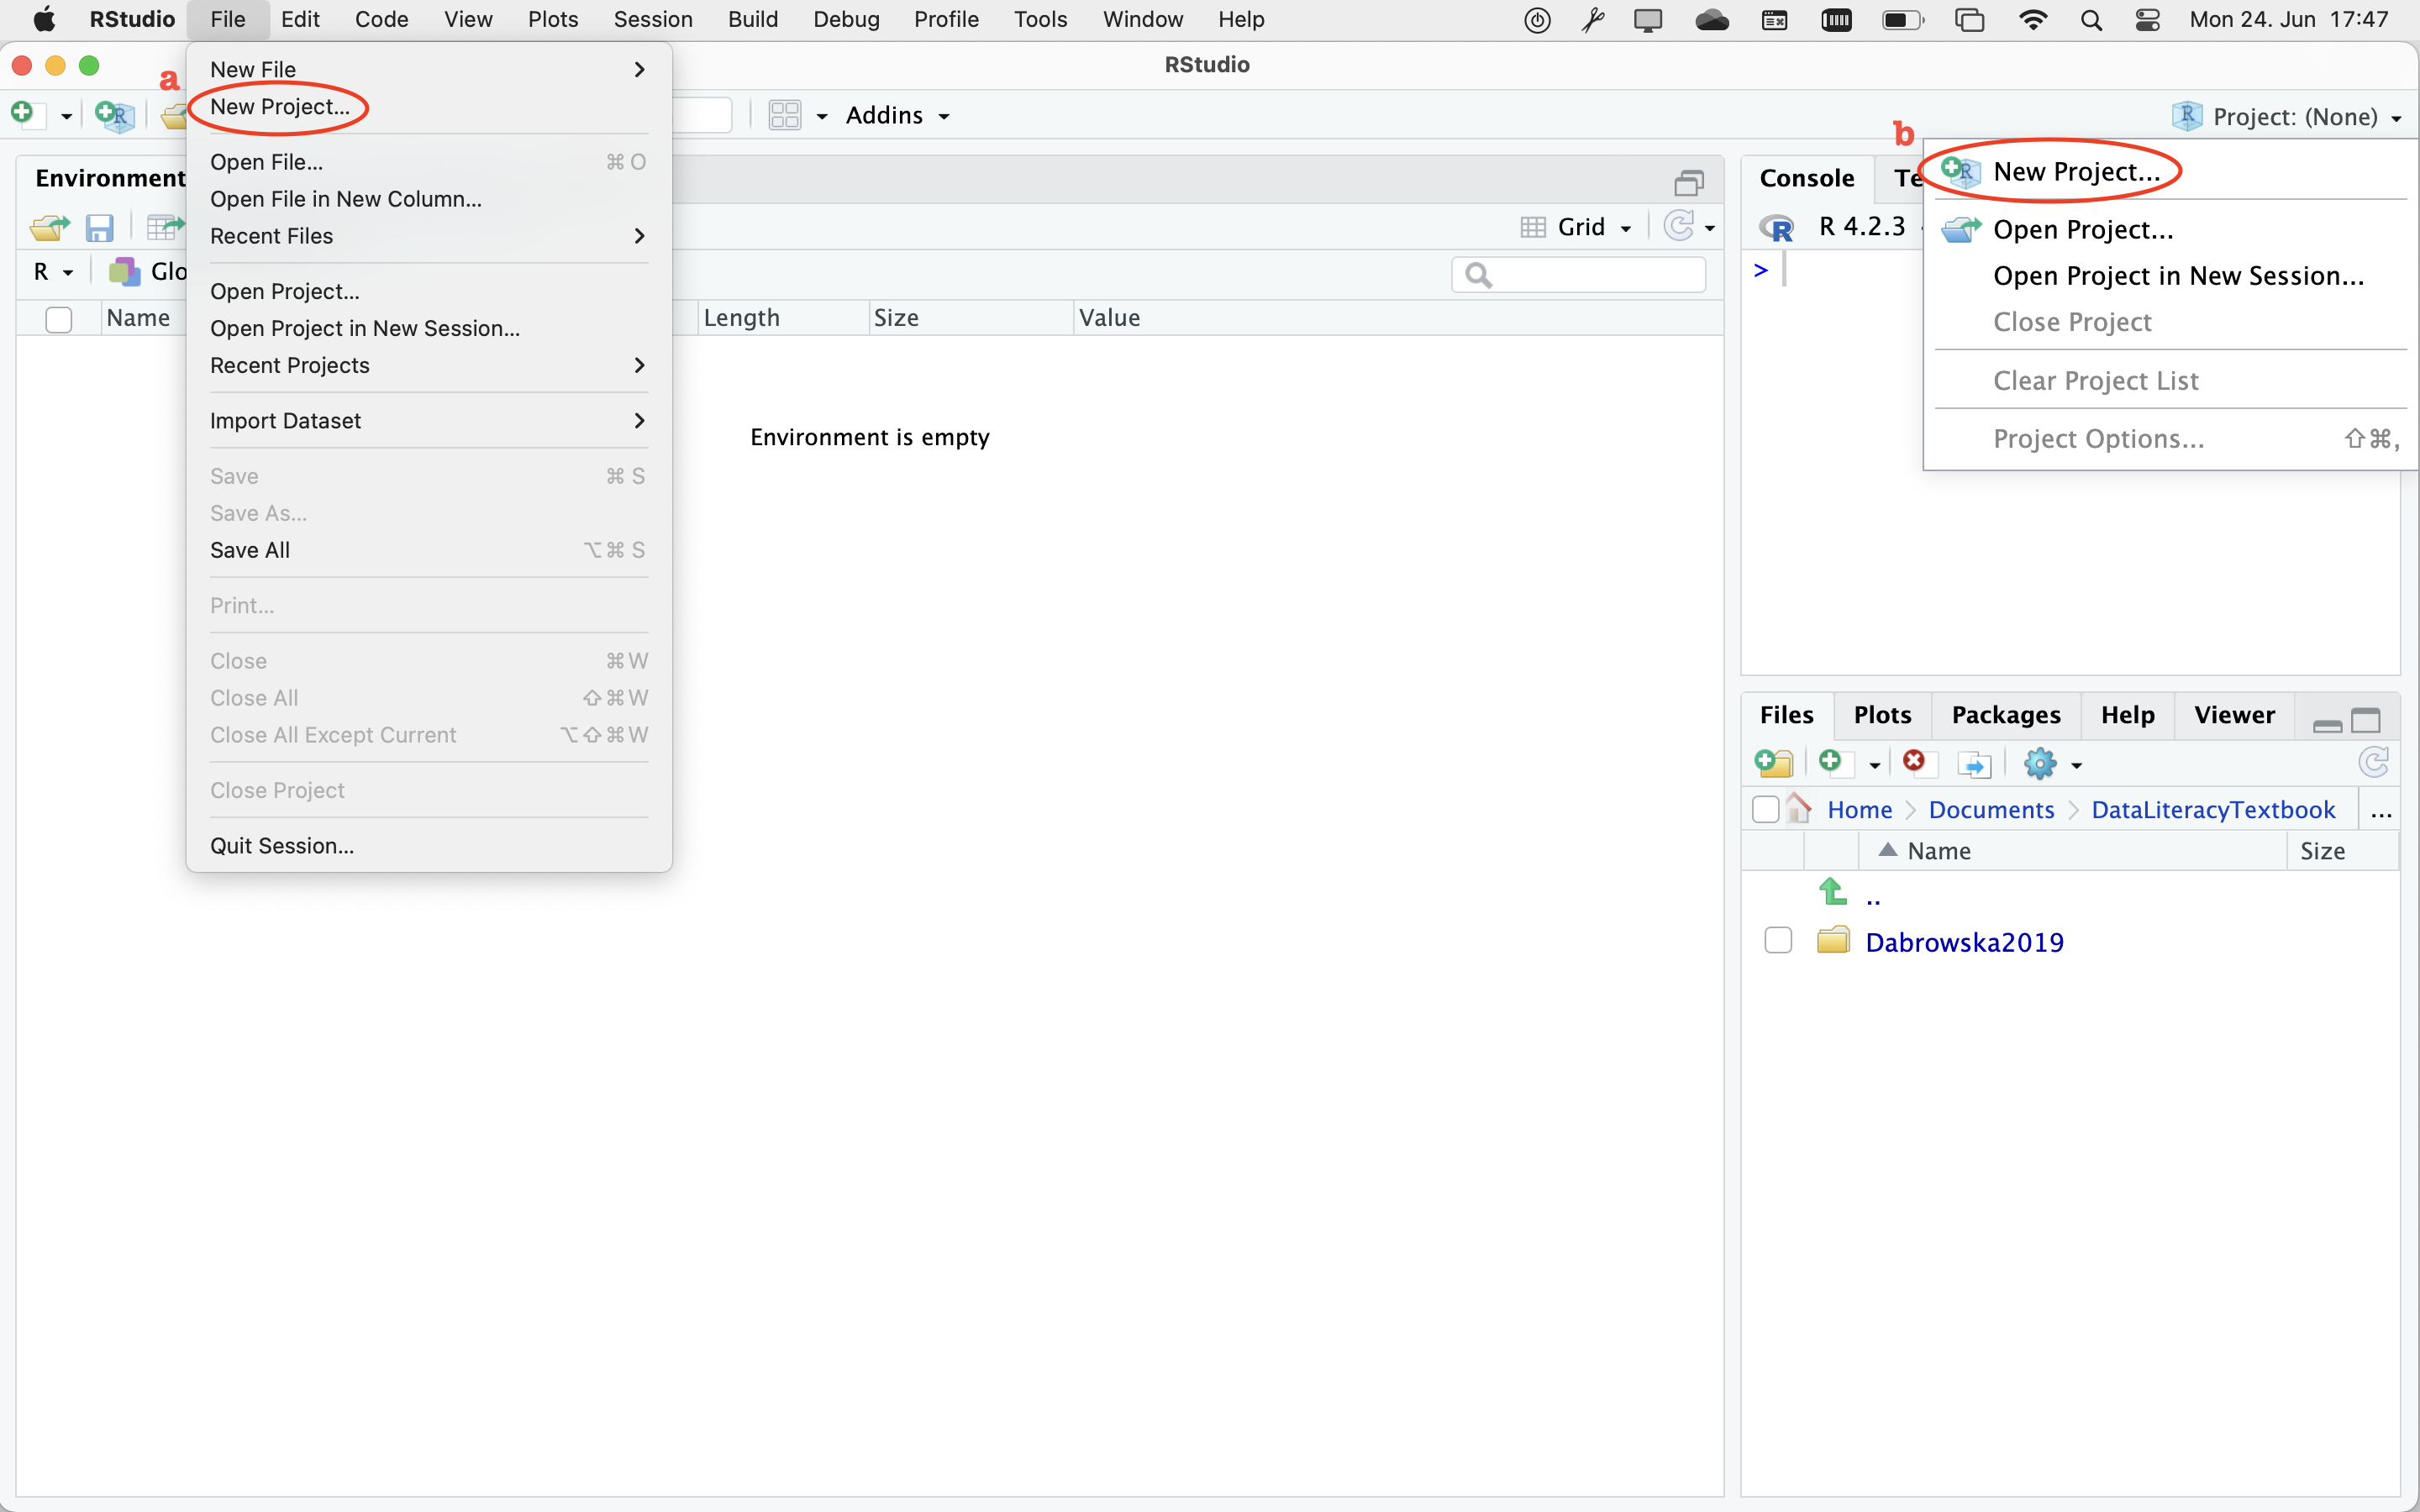 RStudio File Edit Code View Plots Session Build Debug Profile Tools Window Help Mon 24. Jun 17:47
RStudio
a
New File
New Project...
Open File... ⌘ O
Open File in New Column...
Recent Files
Open Project...
Open Project in New Session...
Recent Projects
Import Dataset
Save ⌘ S
Save As...
Save All ⌥⌘ S
Print...
Close ⌘W
Close All ⇧⌘W
Close All Except Current ⌥⇧⌘W
Close Project
Quit Session...
Addins
Project: (None)
b
New Project...
Open Project...
Open Project in New Session...
Close Project
Clear Project List
Project Options... ⇧⌘,
Environment
Grid
R
Name Length Size Value
Environment is empty
Console
R 4.2.3
>
Files Plots Packages Help Viewer
Home Documents DataLiteracyTextbook ...
Name Size
..
Dabrowska2019